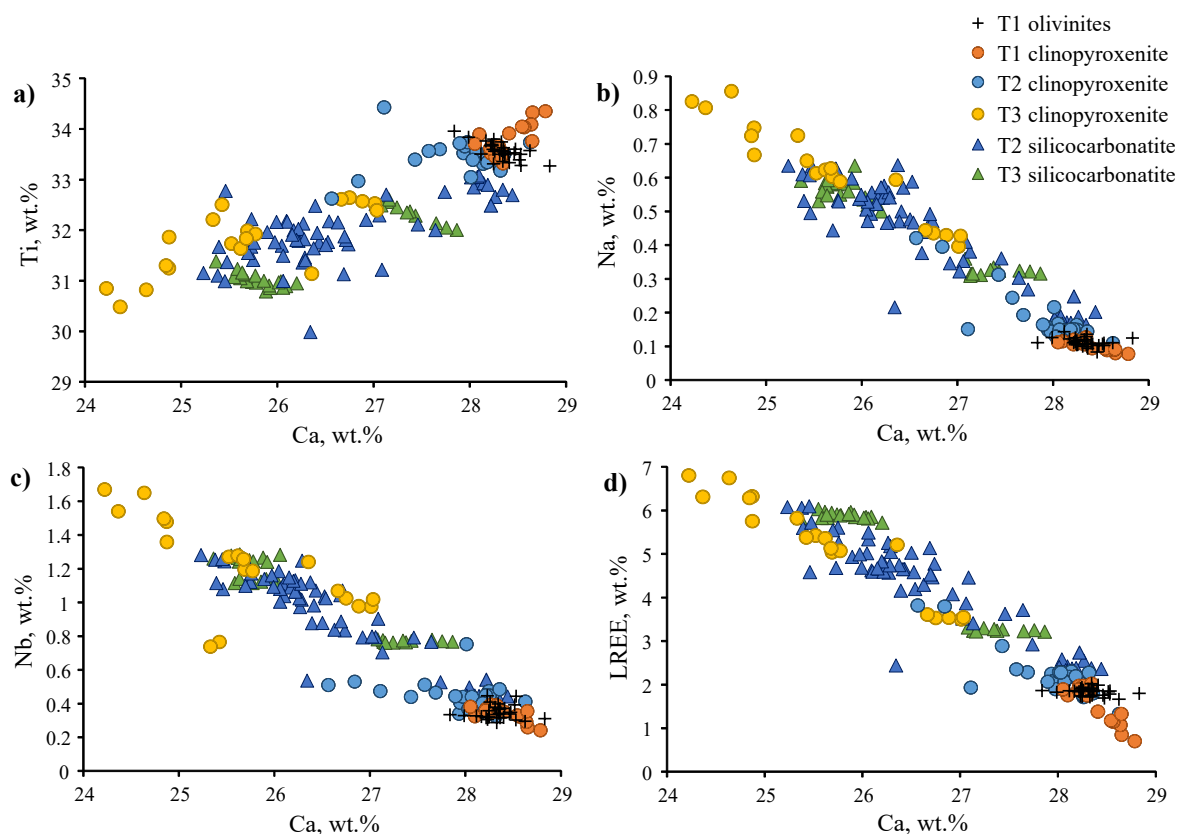 T1 olivinites
T1 clinopyroxenite
T2 clinopyroxenite
T3 clinopyroxenite
T2 silicocarbonatite
T3 silicocarbonatite
a)
Ti, wt.%
35
34
33
32
31
30
29
24 25 26 27 28 29
Ca, wt.%
b)
Na, wt.%
0.9
0.8
0.7
0.6
0.5
0.4
0.3
0.2
0.1
0
24 25 26 27 28 29
Ca, wt.%
c)
Nb, wt.%
1.8
1.6
1.4
1.2
1
0.8
0.6
0.4
0.2
0
24 25 26 27 28 29
Ca, wt.%
d)
LREE, wt.%
7
6
5
4
3
2
1
0
24 25 26 27 28 29
Ca, wt.%